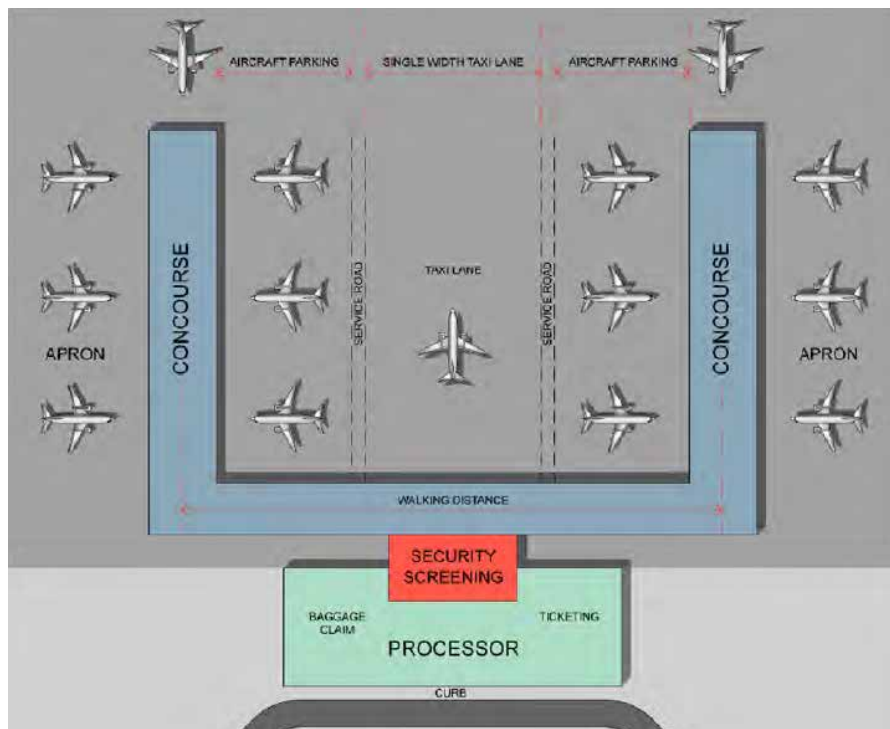 AIRCRAFT PARKING
SINGLE WIDTH TAXI LANE
AIRCRAFT PARKING
CONCOURSE
SERVICE ROAD
TAXI LANE
SERVICE ROAD
CONCOURSE
APRON
APRON
WALKING DISTANCE
SECURITY
SCREENING
BAGGAGE
CLAIM
TICKETING
PROCESSOR
CURB